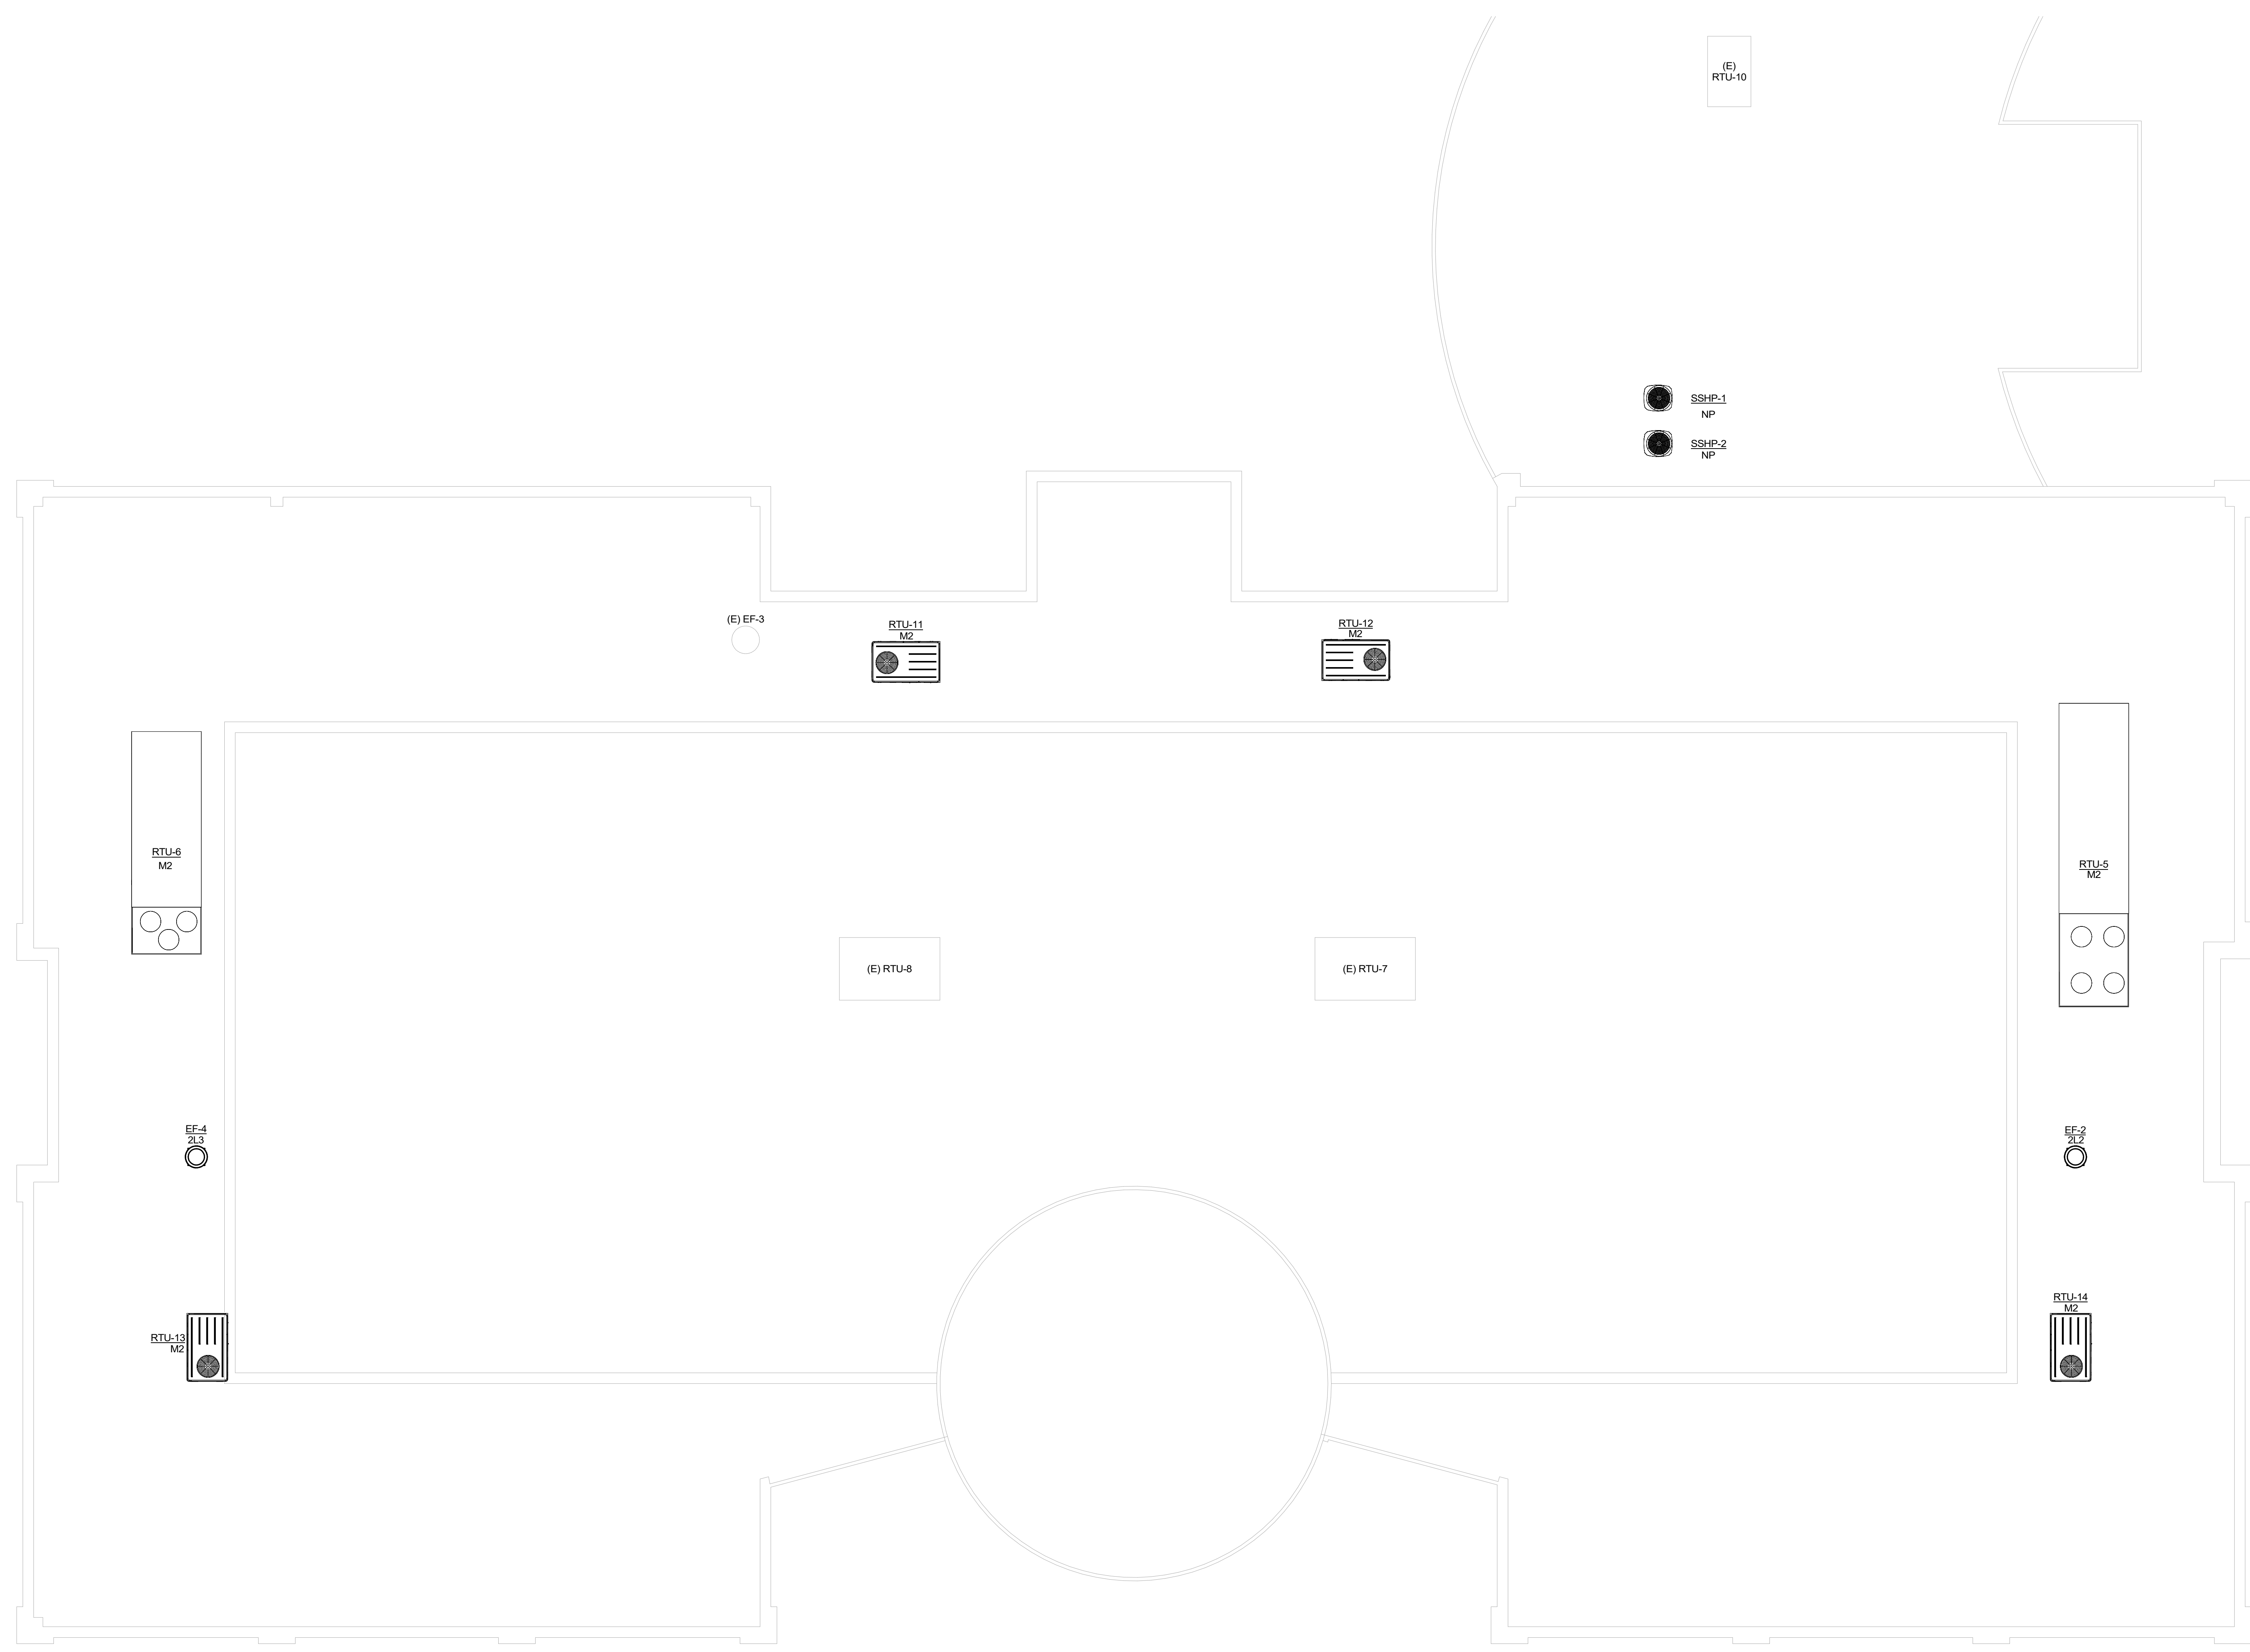 (E)
RTU-10
SSHP-1
NP
SSHP-2
NP
(E) EF-3
RTU-11
M2
RTU-12
M2
RTU-6
M2
RTU-5
M2
(E) RTU-8
(E) RTU-7
EF-4
2L3
EF-2
2L2
RTU-13
M2
RTU-14
M2